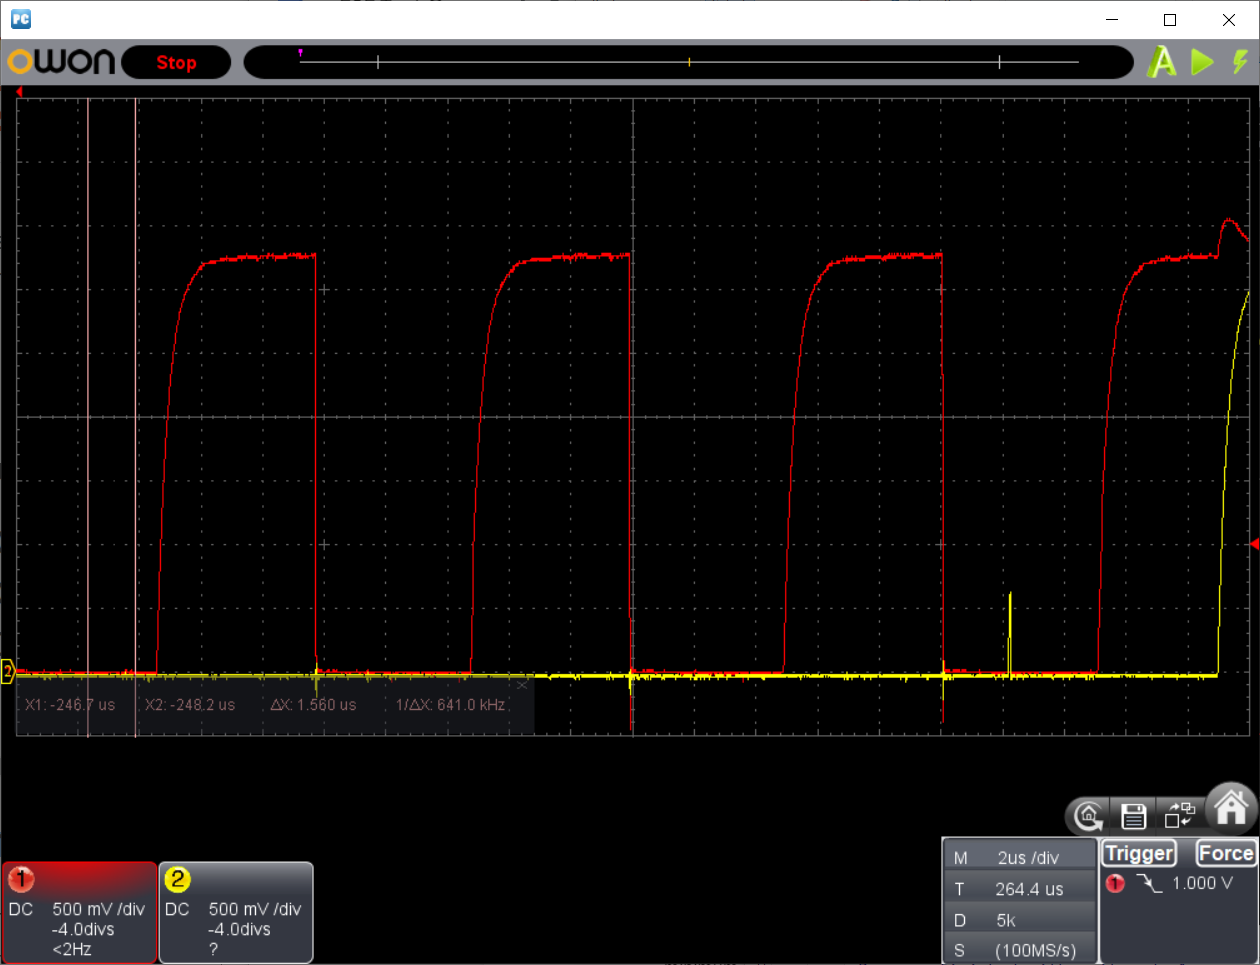 PC
OWON
Stop
A
2
X1: -246.7 us
X2: -248.2 us
ΔX: 1.560 us
1/ΔX: 641.0 kHz
M 2us /div
T 264.4 us
D 5k
S (100MS/s)
Trigger Force
1 1.000 V
1
DC 500 mV /div
-4.0divs
<2Hz
2
DC 500 mV /div
-4.0divs
?